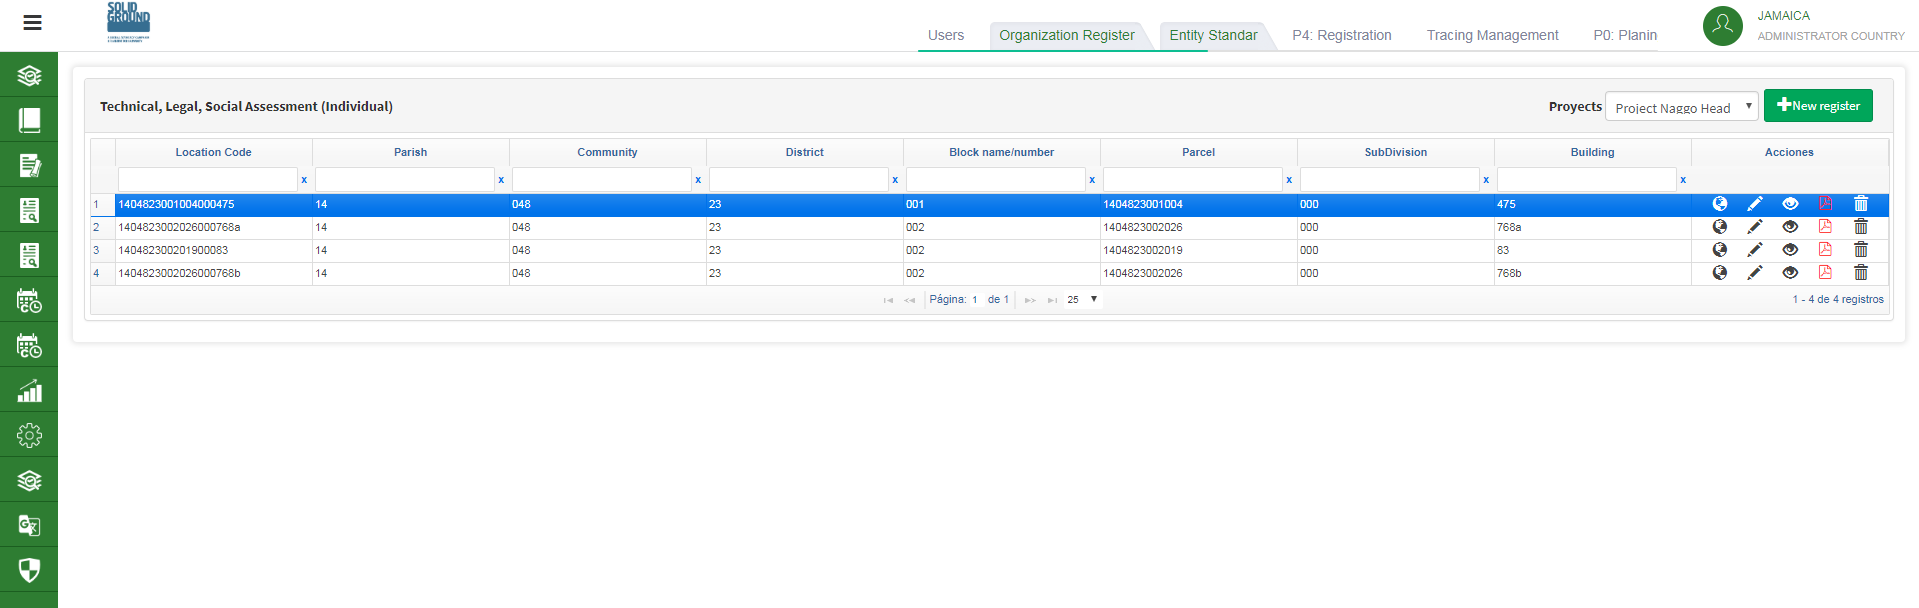 SOLID
GROUND
Users
Organization Register
Entity Standar
P4: Registration
Tracing Management
P0: Planin
JAMAICA
ADMINISTRATOR COUNTRY
Technical, Legal, Social Assessment (Individual)
Proyects
Project Naggo Head
New register
Location Code Parish Community District Block name/number Parcel SubDivision Building Acciones
x x x x x x x x
1 1404823001004000475 14 048 23 001 1404823001004 000 475
2 1404823002026000768a 14 048 23 002 1404823002026 000 768a
3 140482300201900083 14 048 23 002 1404823002019 000 83
4 1404823002026000768b 14 048 23 002 1404823002026 000 768b
Página: 1 de 1 25
1 - 4 de 4 registros